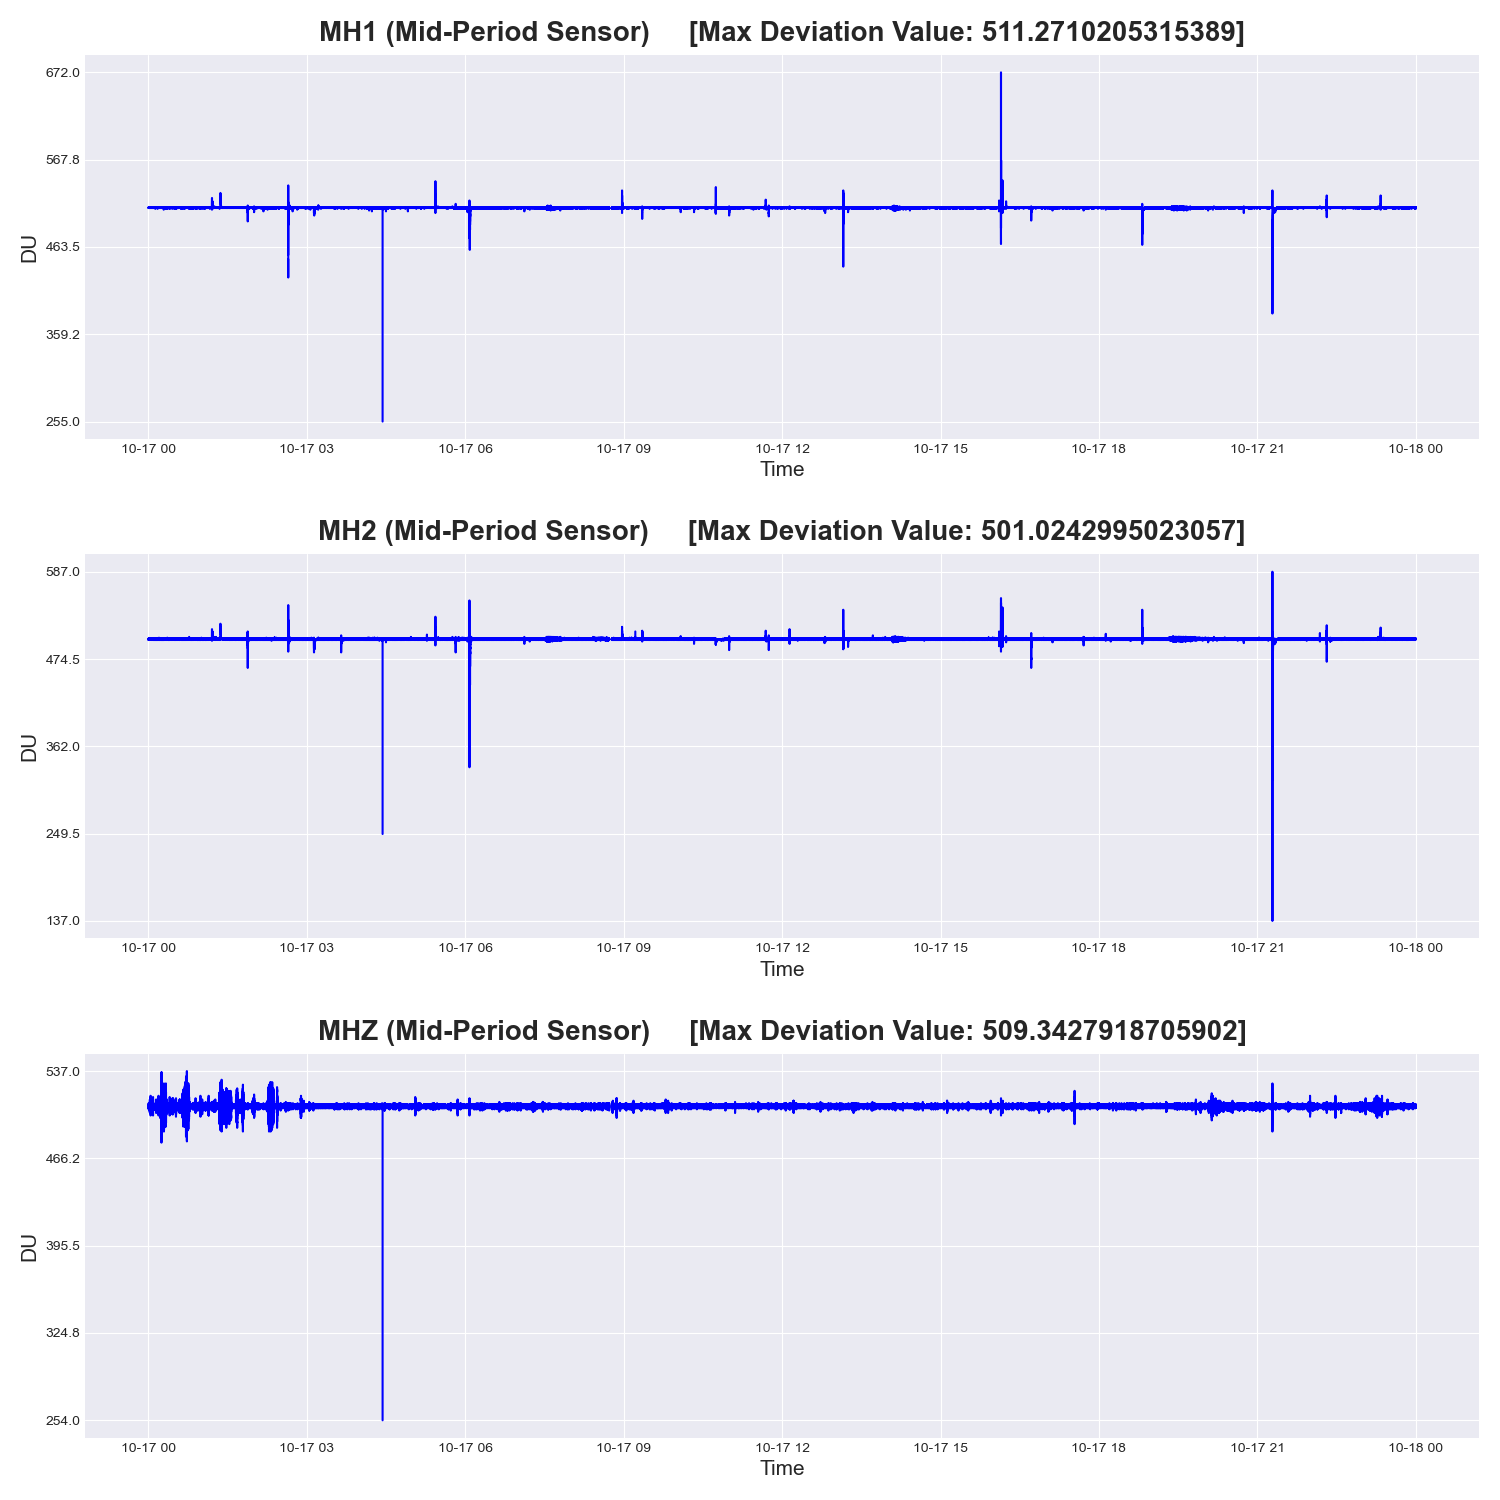 MH1 (Mid-Period Sensor) [Max Deviation Value: 511.2710205315389]
672.0
567.8
463.5
359.2
255.0
DU
10-17 00 10-17 03 10-17 06 10-17 09 10-17 12 10-17 15 10-17 18 10-17 21 10-18 00
Time
MH2 (Mid-Period Sensor) [Max Deviation Value: 501.0242995023057]
587.0
474.5
362.0
249.5
137.0
DU
10-17 00 10-17 03 10-17 06 10-17 09 10-17 12 10-17 15 10-17 18 10-17 21 10-18 00
Time
MHZ (Mid-Period Sensor) [Max Deviation Value: 509.3427918705902]
537.0
466.2
395.5
324.8
254.0
DU
10-17 00 10-17 03 10-17 06 10-17 09 10-17 12 10-17 15 10-17 18 10-17 21 10-18 00
Time